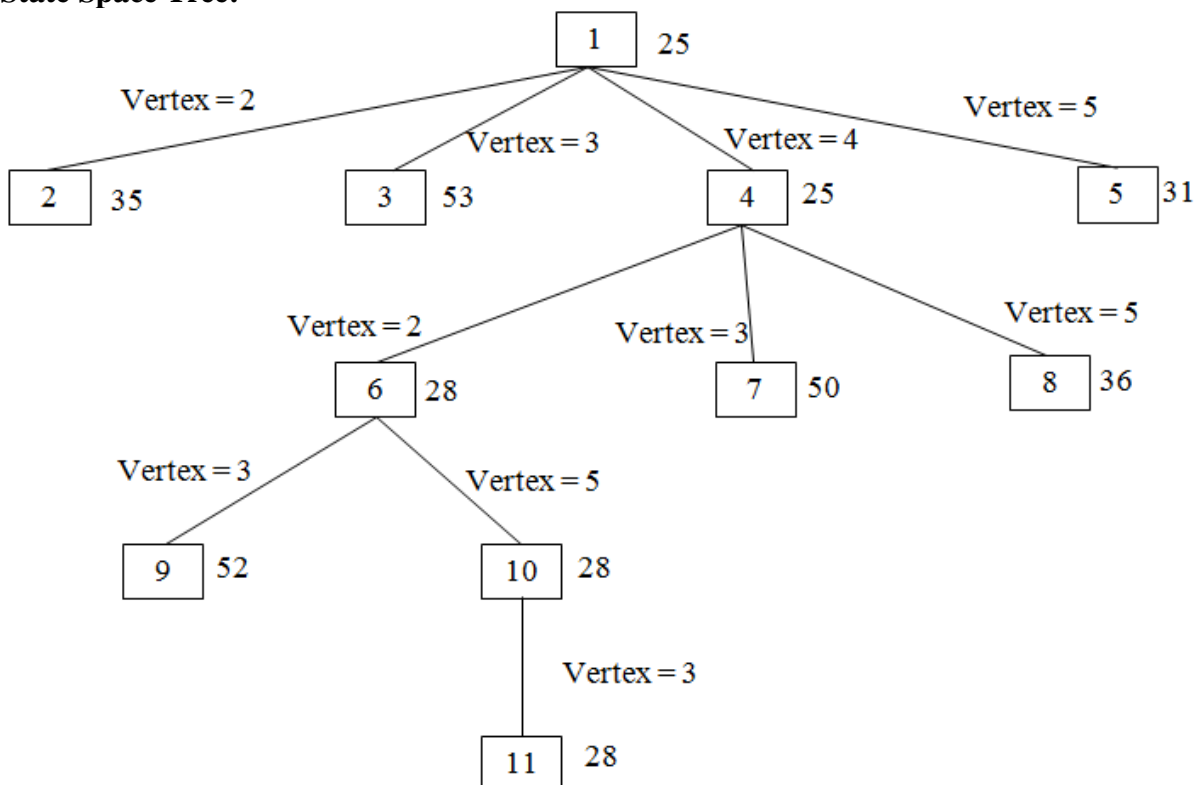 State Space Tree:
1 25
Vertex = 2
Vertex = 3
Vertex = 4
Vertex = 5
2 35
3 53
4 25
5 31
Vertex = 2
Vertex = 3
Vertex = 5
6 28
7 50
8 36
Vertex = 3
Vertex = 5
9 52
10 28
Vertex = 3
11 28